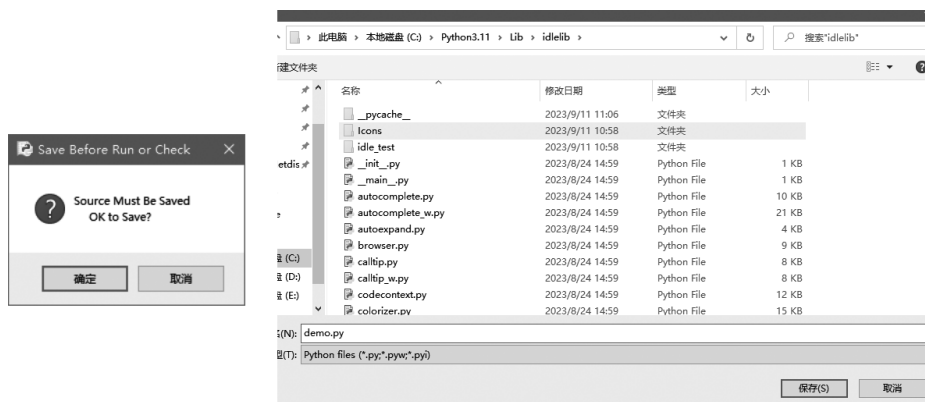 Save Before Run or Check
Source Must Be Saved
OK to Save?
确定 取消
此电脑 › 本地磁盘 (C:) › Python3.11 › Lib › idlelib ›
搜索"idlelib"
建文件夹
名称 修改日期 类型 大小
__pycache__ 2023/9/11 11:06 文件夹
Icons 2023/9/11 10:58 文件夹
idle_test 2023/9/11 10:58 文件夹
etdis
__init__.py 2023/8/24 14:59 Python File 1 KB
__main__.py 2023/8/24 14:59 Python File 1 KB
autocomplete.py 2023/8/24 14:59 Python File 10 KB
autocomplete_w.py 2023/8/24 14:59 Python File 21 KB
autoexpand.py 2023/8/24 14:59 Python File 4 KB
browser.py 2023/8/24 14:59 Python File 9 KB
(C:) calltip.py 2023/8/24 14:59 Python File 8 KB
(D:) calltip_w.py 2023/8/24 14:59 Python File 8 KB
(E:) codecontext.py 2023/8/24 14:59 Python File 12 KB
colorizer.py 2023/8/24 14:59 Python File 15 KB
(N): demo.py
(T): Python files (*.py;*.pyw;*.pyi)
保存(S) 取消